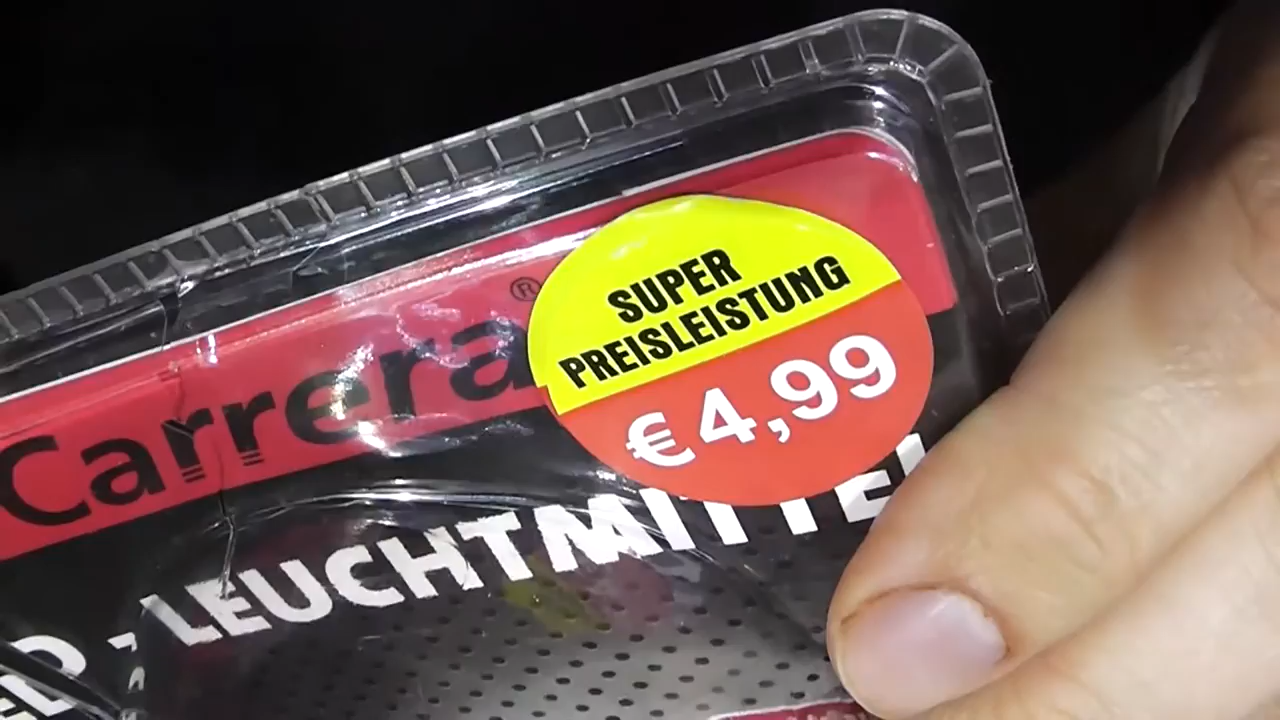 Carrera®
SUPER
PREISLEISTUNG
€ 4,99
- LEUCHTMITTEL